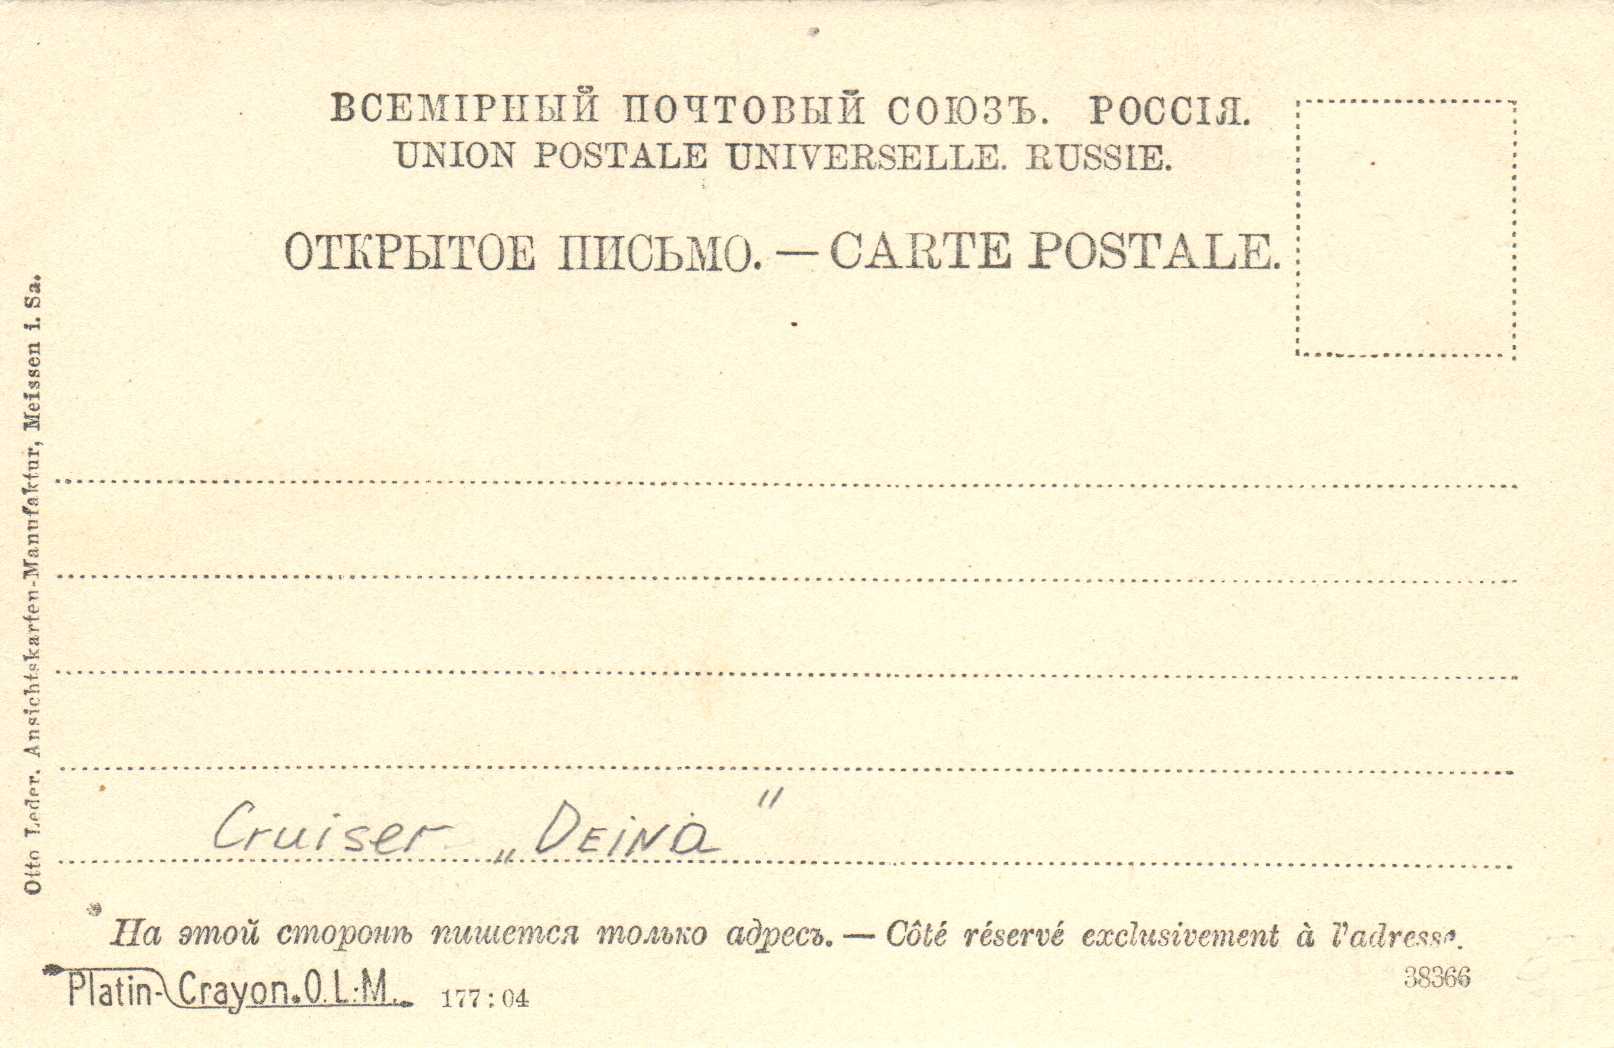 ВСЕМІРНЫЙ ПОЧТОВЫЙ СОЮЗЪ. РОССІЯ.
UNION POSTALE UNIVERSELLE. RUSSIE.
ОТКРЫТОЕ ПИСЬМО. — CARTE POSTALE.
Otto Leder. Ansichtskarten-Manufaktur, Meissen i. Sa.
Cruiser „DEiNa"
На этой сторонѣ пишется только адресъ. — Côté réservé exclusivement à l'adresse.
Platin-Crayon. O. L. M.
177 : 04
38366